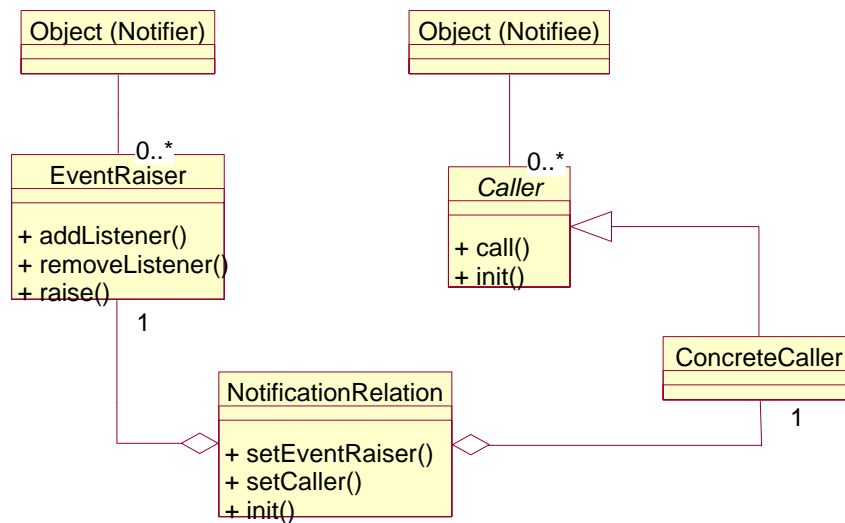 Object (Notifier)
Object (Notifiee)
0..*
EventRaiser
+ addListener()
+ removeListener()
+ raise()
0..*
Caller
+ call()
+ init()
1
ConcreteCaller
1
NotificationRelation
+ setEventRaiser()
+ setCaller()
+ init()